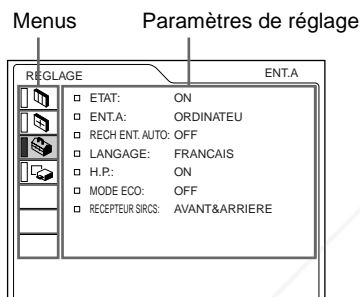 Menus Paramètres de réglage
REGLAGE ENT.A
ETAT: ON
ENT.A: ORDINATEU
RECH ENT. AUTO: OFF
LANGAGE: FRANCAIS
H.P.: ON
MODE ECO: OFF
RECEPTEUR SIRCS: AVANT&ARRIERE